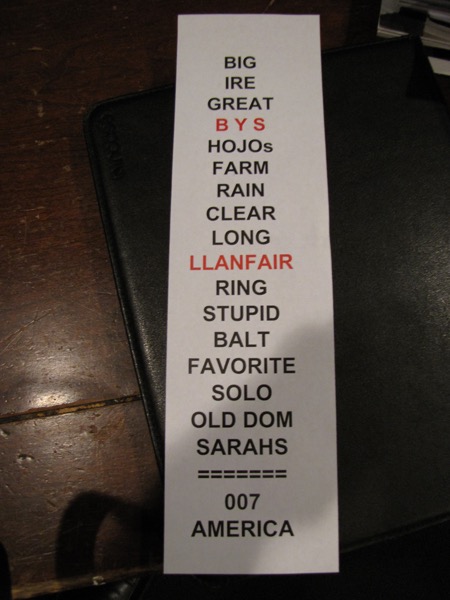 BIG
IRE
GREAT
B Y S
HOJOs
FARM
RAIN
CLEAR
LONG
LLANFAIR
RING
STUPID
BALT
FAVORITE
SOLO
OLD DOM
SARAHS
=======
007
AMERICA